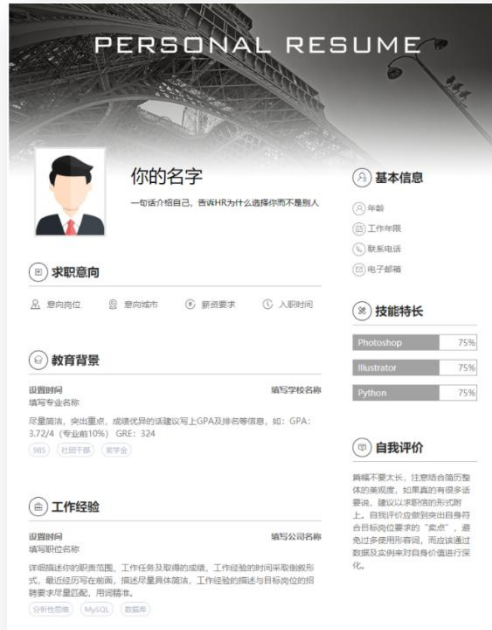 PERSONAL RESUME
你的名字
一句话介绍自己，告诉HR为什么选择你而不是别人
求职意向
意向岗位 意向城市 薪资要求 入职时间
教育背景
设置时间 填写学校名称
填写专业名称
尽量简洁，突出重点，成绩优异的话建议写上GPA及排名等信息，如：GPA：
3.72/4（专业前10%） GRE：324
985 社团干部 奖学金
工作经验
设置时间 填写公司名称
填写职位名称
详细描述你的职责范围、工作任务及取得的成绩，工作经验的时间采取倒叙形
式，最近经历写在前面，描述尽量具体简洁，工作经验的描述与目标岗位的招
聘要求尽量匹配，用词精准。
分析性思维 MySQL 数据库
基本信息
年龄
工作年限
联系电话
电子邮箱
技能特长
Photoshop 75%
Illustrator 75%
Python 75%
自我评价
篇幅不要太长，注意结合简历整
体的美观度，如果真的有很多话
要说，建议以求职信的形式附
上。自我评价应做到突出自身符
合目标岗位要求的“卖点”，避
免过多使用形容词，而应该通过
数据及实例来对自身价值进行深
化。